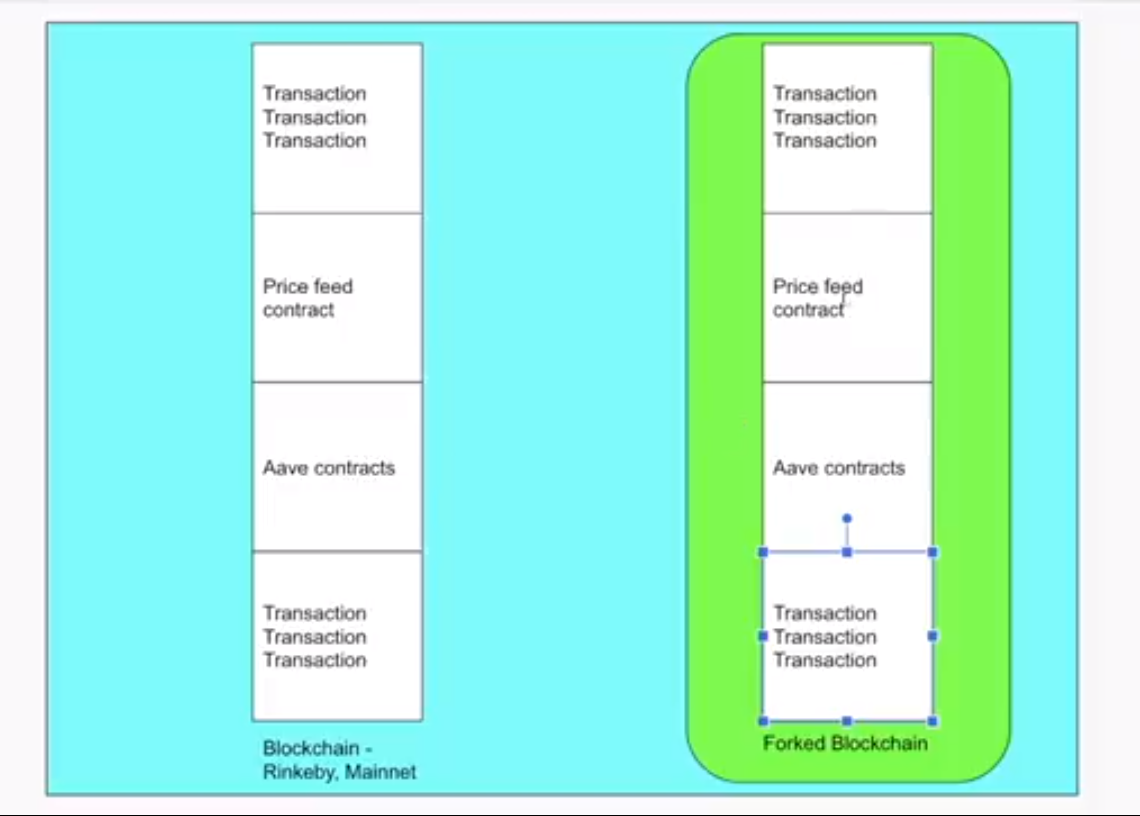 Transaction
Transaction
Transaction
Price feed
contract
Aave contracts
Transaction
Transaction
Transaction
Blockchain -
Rinkeby, Mainnet
Transaction
Transaction
Transaction
Price feed
contract
Aave contracts
Transaction
Transaction
Transaction
Forked Blockchain